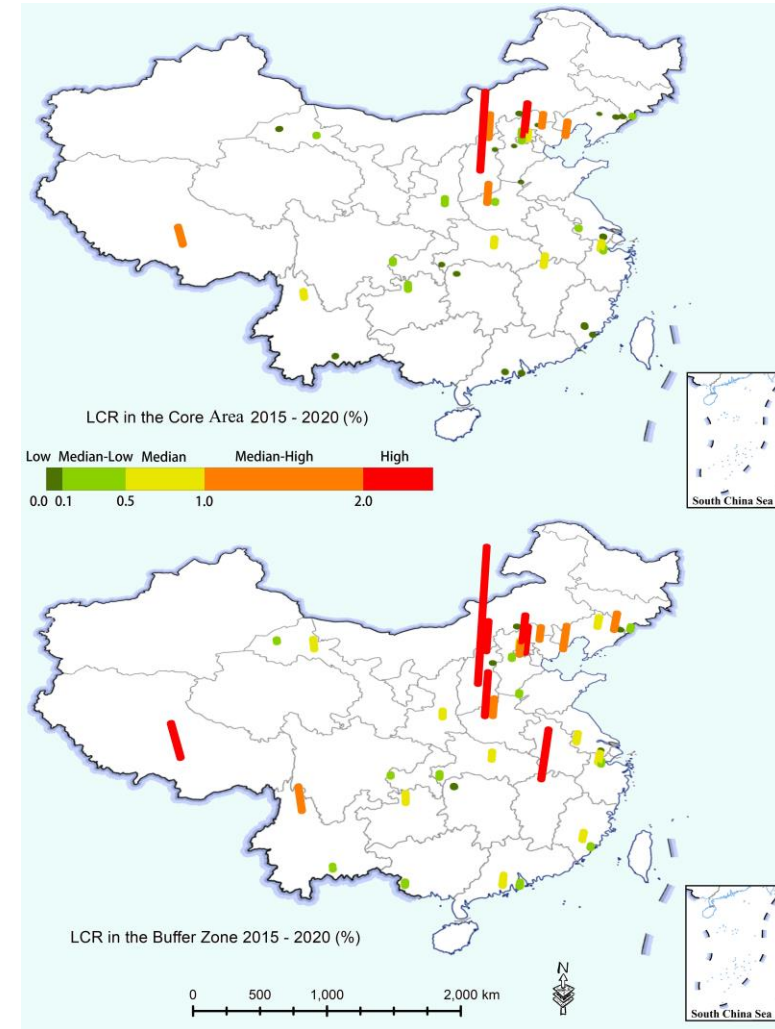 South China Sea
LCR in the Core Area 2015 - 2020 (%)
Low Median-Low Median Median-High High
0.0 0.1 0.5 1.0 2.0
LCR in the Buffer Zone 2015 - 2020 (%)
N
0 500 1,000 2,000 km
South China Sea